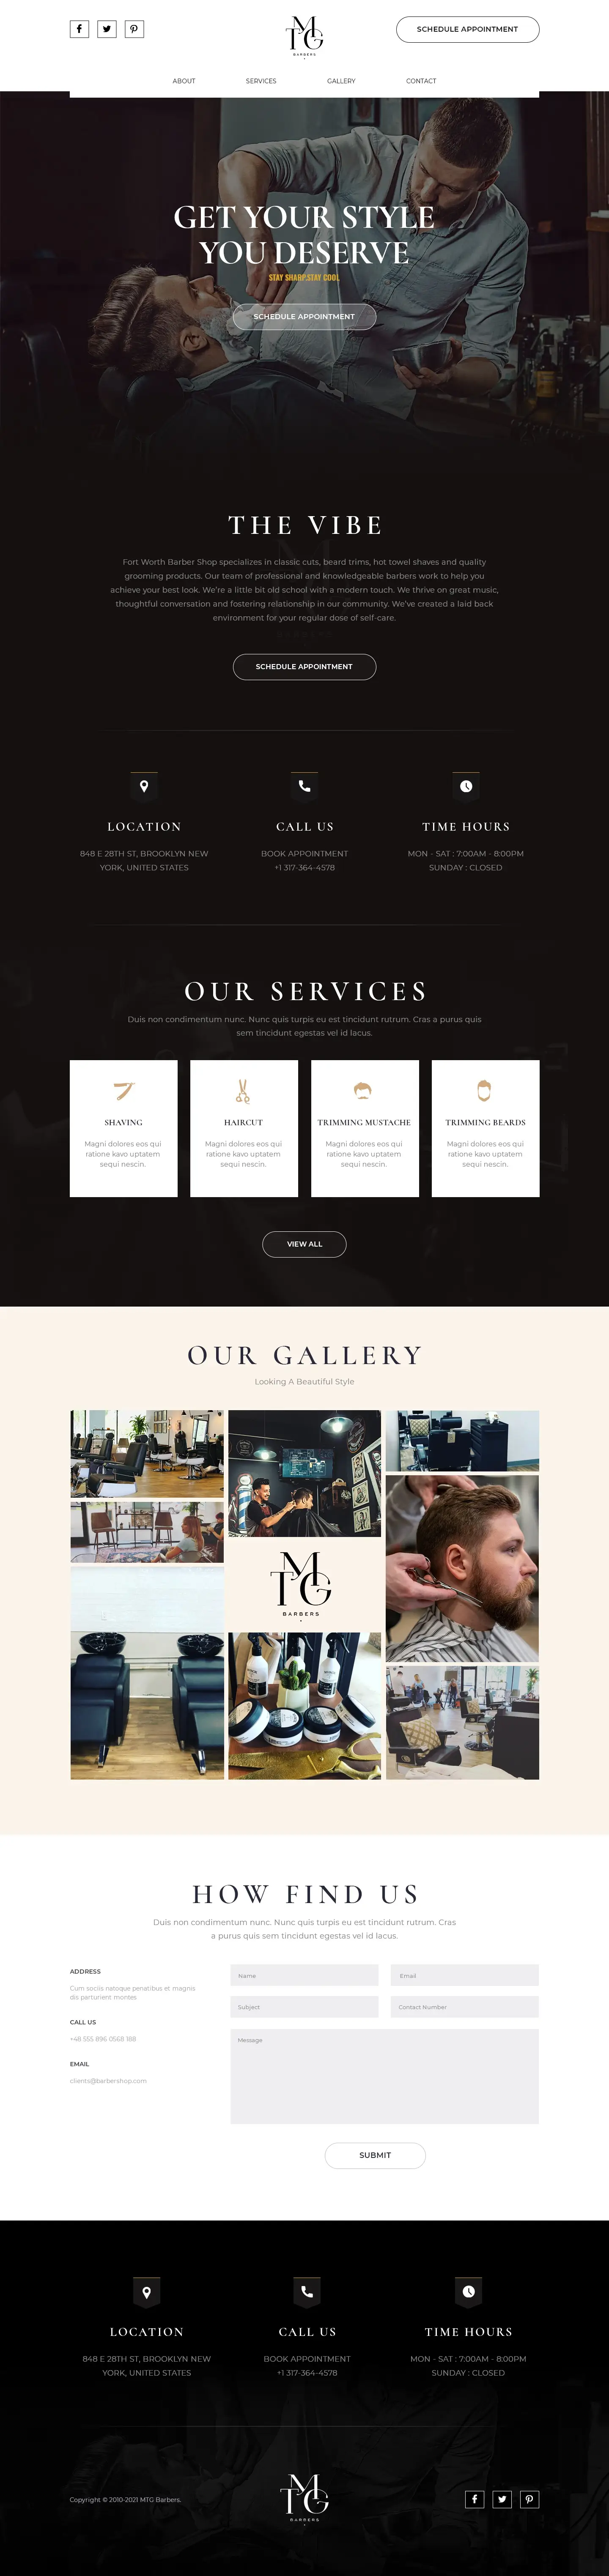 MTG
BARBERS
SCHEDULE APPOINTMENT
ABOUT SERVICES GALLERY CONTACT
GET YOUR STYLE
YOU DESERVE
STAY SHARP.STAY COOL
SCHEDULE APPOINTMENT
THE VIBE
Fort Worth Barber Shop specializes in classic cuts, beard trims, hot towel shaves and quality
grooming products. Our team of professional and knowledgeable barbers work to help you
achieve your best look. We're a little bit old school with a modern touch. We thrive on great music,
thoughtful conversation and fostering relationship in our community. We've created a laid back
environment for your regular dose of self-care.
SCHEDULE APPOINTMENT
LOCATION
848 E 28TH ST, BROOKLYN NEW
YORK, UNITED STATES
CALL US
BOOK APPOINTMENT
+1 317-364-4578
TIME HOURS
MON - SAT : 7:00AM - 8:00PM
SUNDAY : CLOSED
OUR SERVICES
Duis non condimentum nunc. Nunc quis turpis eu est tincidunt rutrum. Cras a purus quis
sem tincidunt egestas vel id lacus.
SHAVING
Magni dolores eos qui
ratione kavo uptatem
sequi nescin.
HAIRCUT
Magni dolores eos qui
ratione kavo uptatem
sequi nescin.
TRIMMING MUSTACHE
Magni dolores eos qui
ratione kavo uptatem
sequi nescin.
TRIMMING BEARDS
Magni dolores eos qui
ratione kavo uptatem
sequi nescin.
VIEW ALL
OUR GALLERY
Looking A Beautiful Style
MTG
BARBERS
HOW FIND US
Duis non condimentum nunc. Nunc quis turpis eu est tincidunt rutrum. Cras
a purus quis sem tincidunt egestas vel id lacus.
ADDRESS
Cum sociis natoque penatibus et magnis
dis parturient montes
CALL US
+48 555 896 0568 188
EMAIL
clients@barbershop.com
Name
Email
Subject
Contact Number
Message
SUBMIT
LOCATION
848 E 28TH ST, BROOKLYN NEW
YORK, UNITED STATES
CALL US
BOOK APPOINTMENT
+1 317-364-4578
TIME HOURS
MON - SAT : 7:00AM - 8:00PM
SUNDAY : CLOSED
Copyright © 2010-2021 MTG Barbers.
MTG
BARBERS